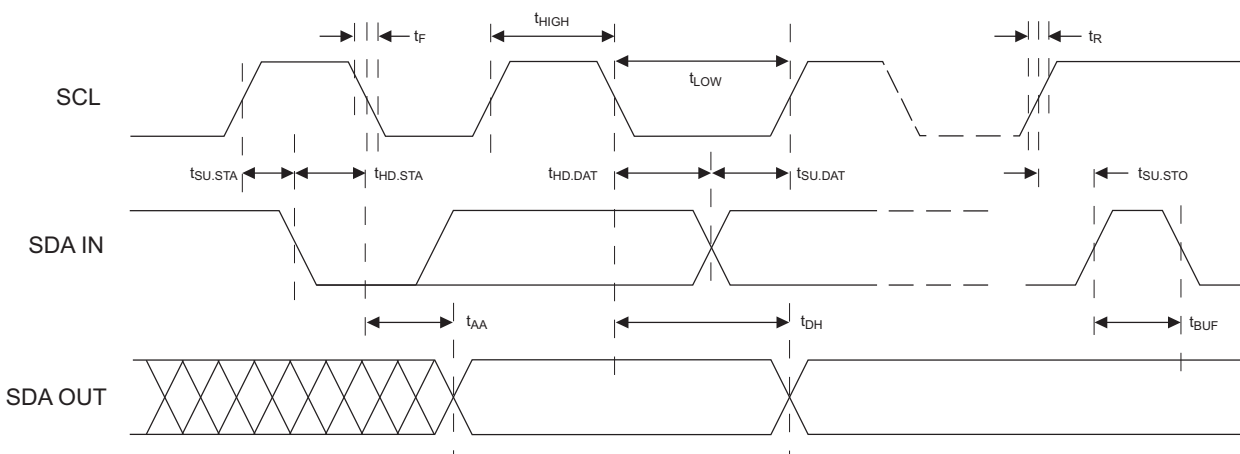 tHIGH
tF
tR
tLOW
SCL
tSU.STA
tHD.STA
tHD.DAT
tSU.DAT
tSU.STO
SDA IN
tAA
tDH
tBUF
SDA OUT